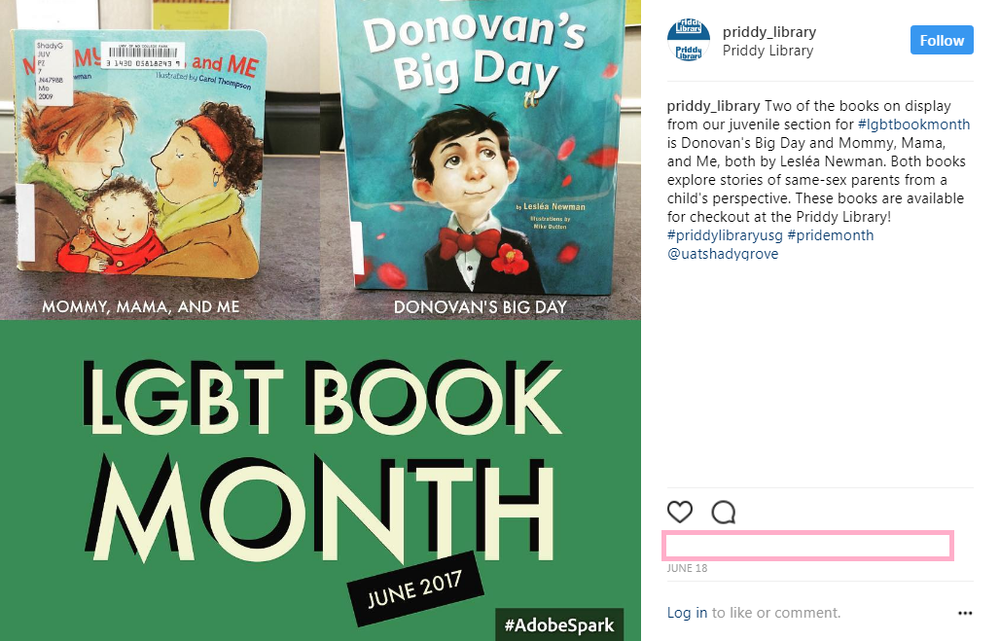 ShadyG
JUV
PZ
7
.N47988
Mo
2009
3 1430 05818243 9
and ME
Illustrated by Carol Thompson
Donovan's
Big Day
by Lesléa Newman
Illustrations by
Mike Dutton
MOMMY, MAMA, AND ME
DONOVAN'S BIG DAY
LGBT BOOK
MONTH
JUNE 2017
#AdobeSpark
Priddy
Library
Priddy
Library
priddy_library
Priddy Library
Follow
priddy_library Two of the books on display
from our juvenile section for #lgbtbookmonth
is Donovan's Big Day and Mommy, Mama,
and Me, both by Lesléa Newman. Both books
explore stories of same-sex parents from a
child's perspective. These books are available
for checkout at the Priddy Library!
#priddylibraryusg #pridemonth
@uatshadygrove
JUNE 18
Log in to like or comment.